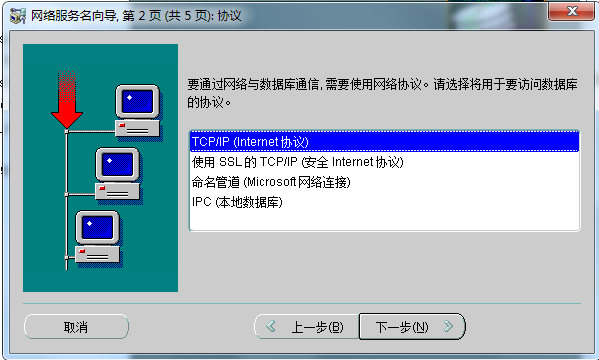 网络服务名向导, 第 2 页 (共 5 页): 协议
要通过网络与数据库通信, 需要使用网络协议。请选择将用于要访问数据库
的协议。
TCP/IP (Internet 协议)
使用 SSL 的 TCP/IP (安全 Internet 协议)
命名管道 (Microsoft 网络连接)
IPC (本地数据库)
取消
上一步(B)
下一步(N)